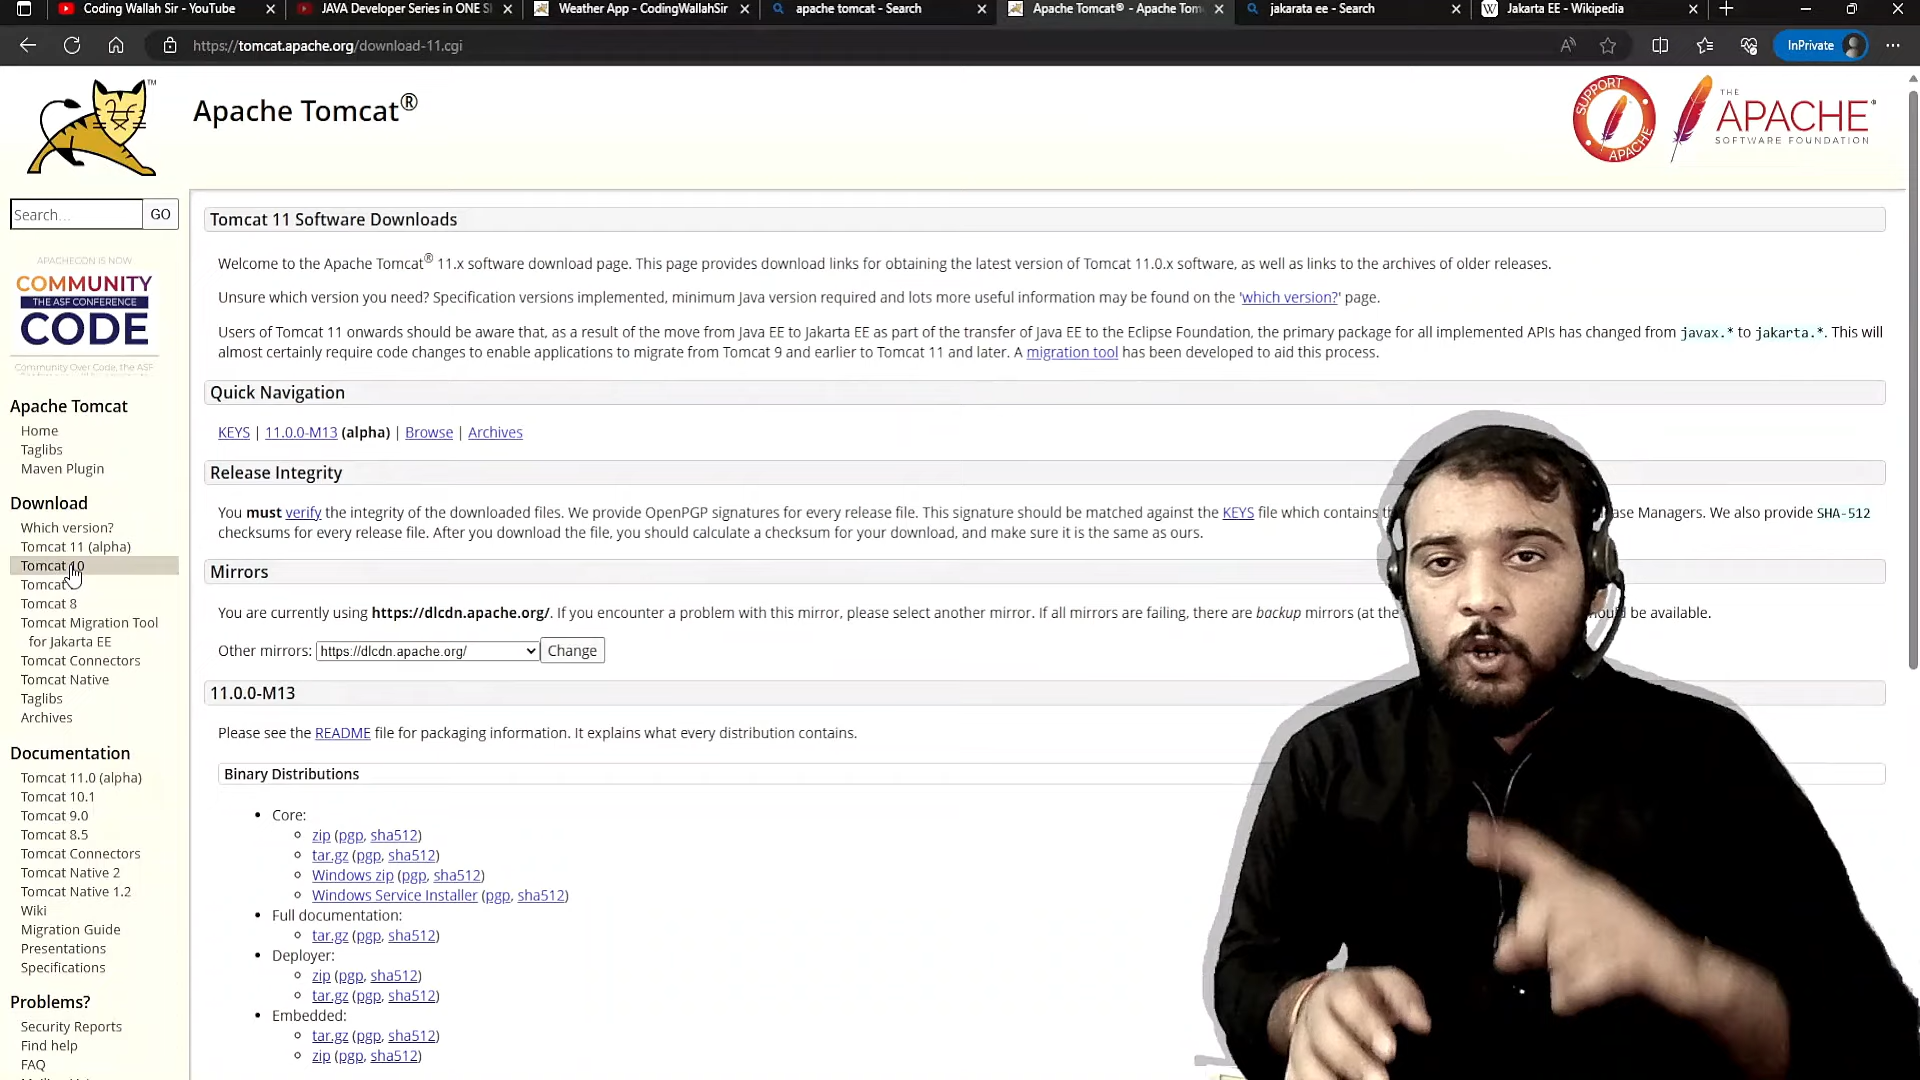 Coding Wallah Sir - YouTube
JAVA Developer Series in ONE S
Weather App - CodingWallahSir
apache tomcat - Search
Apache Tomcat® - Apache Tom
jakarata ee - Search
Jakarta EE - Wikipedia
https://tomcat.apache.org/download-11.cgi
InPrivate
Apache Tomcat®
SUPPORT APACHE
THE APACHE® SOFTWARE FOUNDATION
Search...
GO
APACHECON IS NOW
COMMUNITY
THE ASF CONFERENCE
CODE
Community Over Code, the ASF
Apache Tomcat
Home
Taglibs
Maven Plugin
Download
Which version?
Tomcat 11 (alpha)
Tomcat 10
Tomcat
Tomcat 8
Tomcat Migration Tool
for Jakarta EE
Tomcat Connectors
Tomcat Native
Taglibs
Archives
Documentation
Tomcat 11.0 (alpha)
Tomcat 10.1
Tomcat 9.0
Tomcat 8.5
Tomcat Connectors
Tomcat Native 2
Tomcat Native 1.2
Wiki
Migration Guide
Presentations
Specifications
Problems?
Security Reports
Find help
FAQ
Tomcat 11 Software Downloads
Welcome to the Apache Tomcat® 11.x software download page. This page provides download links for obtaining the latest version of Tomcat 11.0.x software, as well as links to the archives of older releases.
Unsure which version you need? Specification versions implemented, minimum Java version required and lots more useful information may be found on the 'which version?' page.
Users of Tomcat 11 onwards should be aware that, as a result of the move from Java EE to Jakarta EE as part of the transfer of Java EE to the Eclipse Foundation, the primary package for all implemented APIs has changed from javax.* to jakarta.*. This will
almost certainly require code changes to enable applications to migrate from Tomcat 9 and earlier to Tomcat 11 and later. A migration tool has been developed to aid this process.
Quick Navigation
KEYS | 11.0.0-M13 (alpha) | Browse | Archives
Release Integrity
You must verify the integrity of the downloaded files. We provide OpenPGP signatures for every release file. This signature should be matched against the KEYS file which contains ase Managers. We also provide SHA-512
checksums for every release file. After you download the file, you should calculate a checksum for your download, and make sure it is the same as ours.
Mirrors
You are currently using https://dlcdn.apache.org/. If you encounter a problem with this mirror, please select another mirror. If all mirrors are failing, there are backup mirrors (at the be available.
Other mirrors: https://dlcdn.apache.org/ Change
11.0.0-M13
Please see the README file for packaging information. It explains what every distribution contains.
Binary Distributions
• Core:
zip (pgp, sha512)
tar.gz (pgp, sha512)
Windows zip (pgp, sha512)
Windows Service Installer (pgp, sha512)
• Full documentation:
tar.gz (pgp, sha512)
• Deployer:
zip (pgp, sha512)
tar.gz (pgp, sha512)
• Embedded:
tar.gz (pgp, sha512)
zip (pgp, sha512)